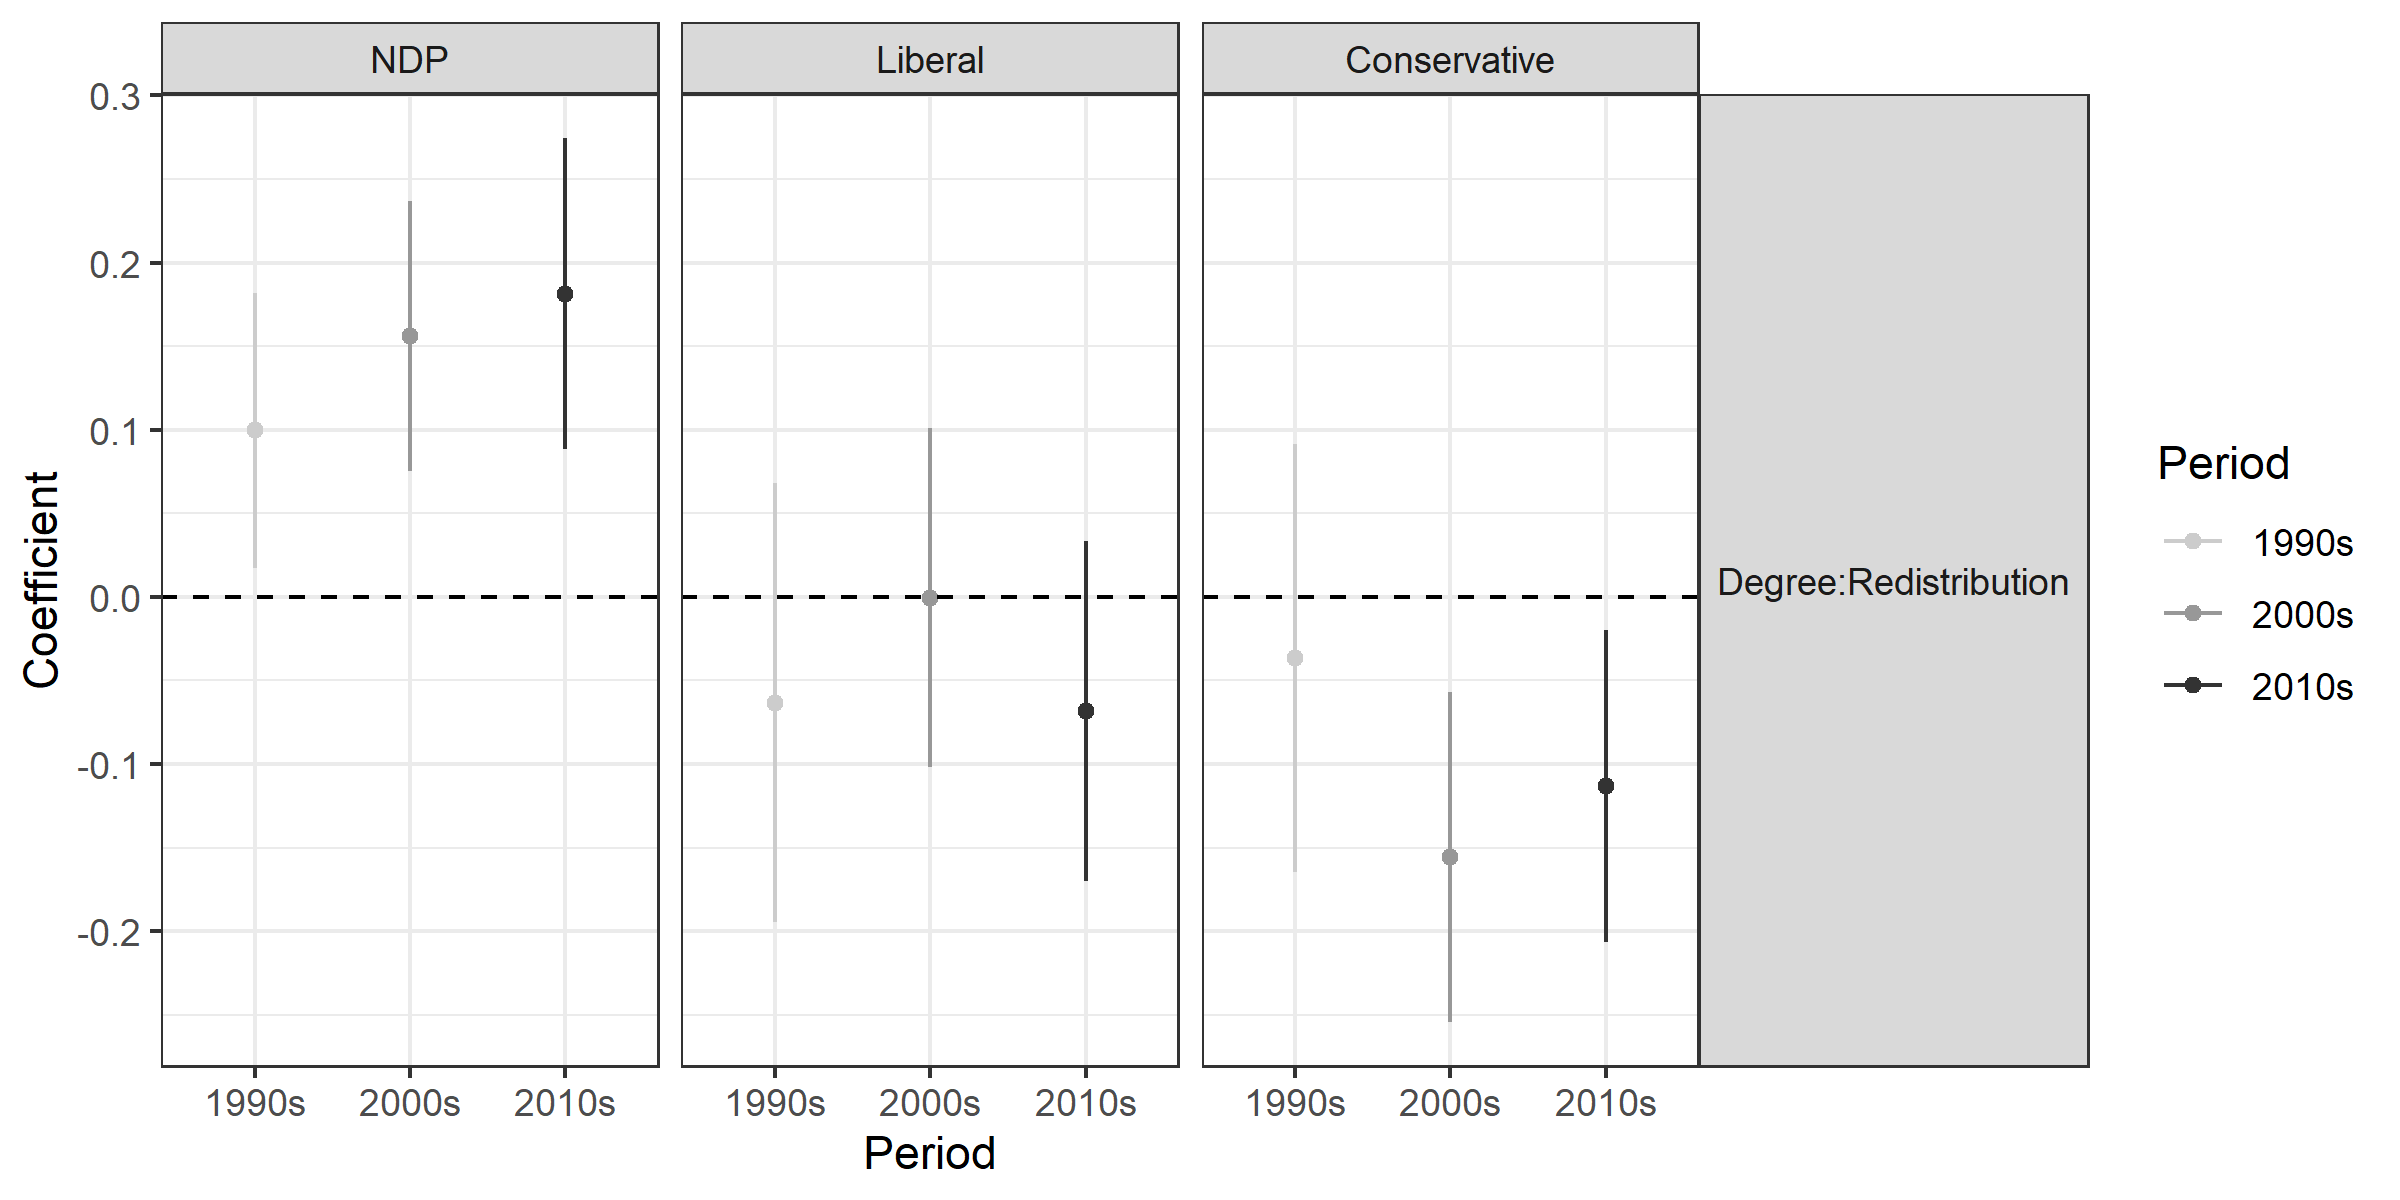 NDP
Liberal
Conservative
0.3
0.2
0.1
0.0
-0.1
-0.2
Coefficient
Degree:Redistribution
1990s 2000s 2010s
1990s 2000s 2010s
1990s 2000s 2010s
Period
Period
1990s
2000s
2010s